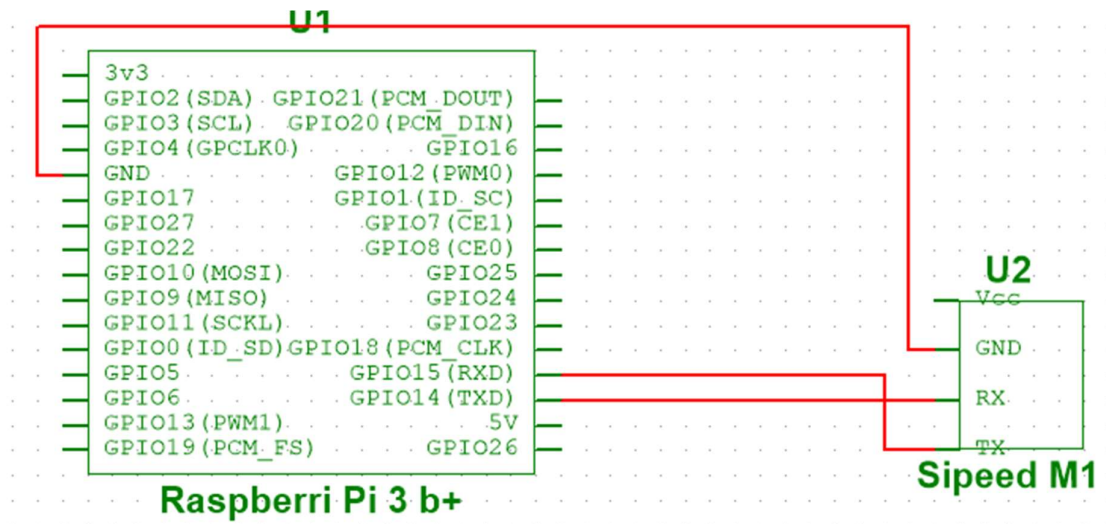 U1
3v3
GPIO2(SDA) GPIO21(PCM_DOUT)
GPIO3(SCL) GPIO20(PCM_DIN)
GPIO4(GPCLK0) GPIO16
GND GPIO12(PWM0)
GPIO17 GPIO1(ID_SC)
GPIO27 GPIO7(CE1)
GPIO22 GPIO8(CE0)
GPIO10(MOSI) GPIO25
GPIO9(MISO) GPIO24
GPIO11(SCKL) GPIO23
GPIO0(ID_SD) GPIO18(PCM_CLK)
GPIO5 GPIO15(RXD)
GPIO6 GPIO14(TXD)
GPIO13(PWM1) 5V
GPIO19(PCM_FS) GPIO26
Raspberri Pi 3 b+
U2
Vcc
GND
RX
TX
Sipeed M1